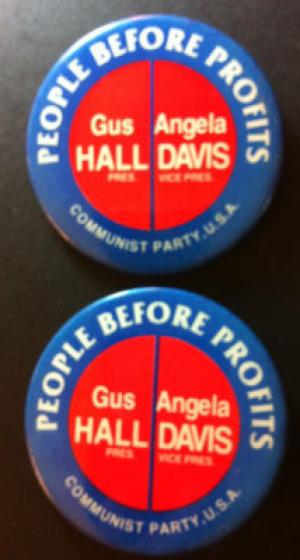 PEOPLE BEFORE PROFITS
Gus Angela
HALL DAVIS
PRES. VICE PRES.
COMMUNIST PARTY, U.S.A.
PEOPLE BEFORE PROFITS
Gus Angela
HALL DAVIS
PRES. VICE PRES.
COMMUNIST PARTY, U.S.A.